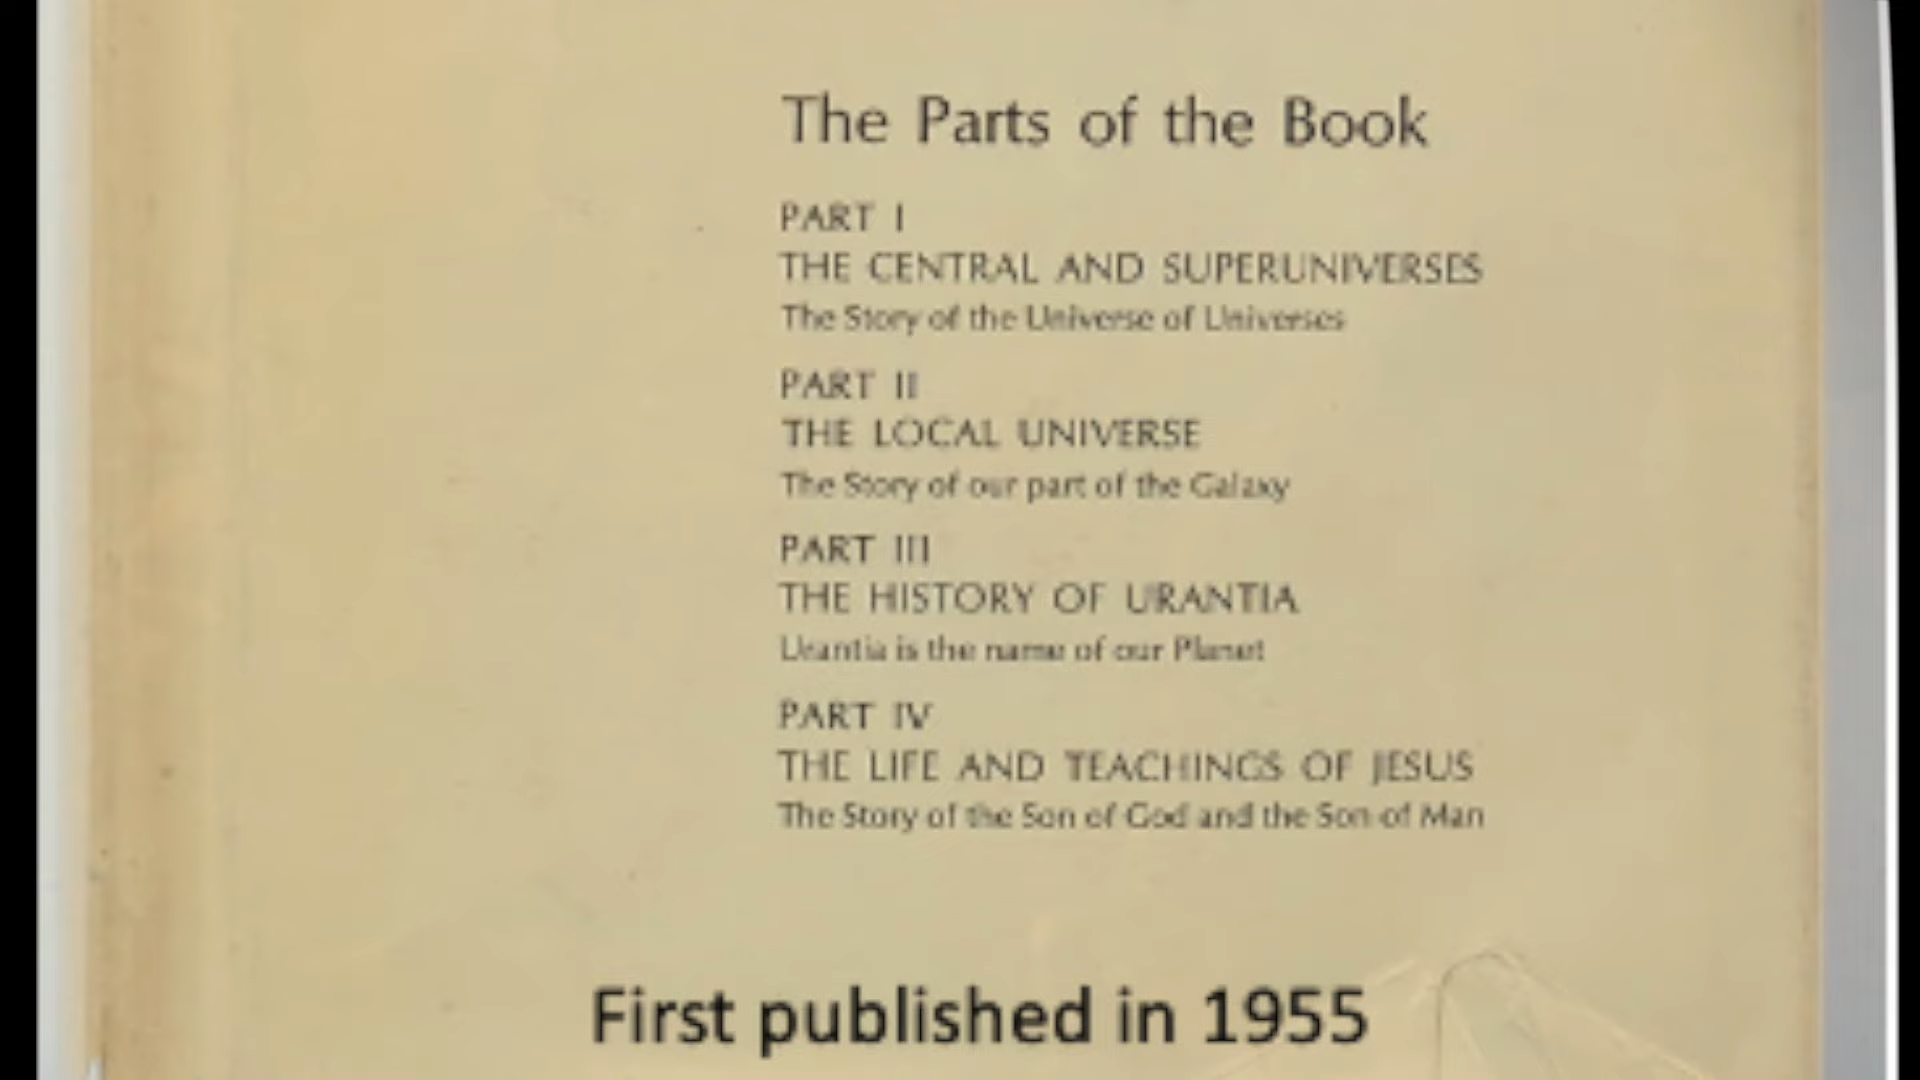 The Parts of the Book
PART I
THE CENTRAL AND SUPERUNIVERSES
The Story of the Universe of Universes
PART II
THE LOCAL UNIVERSE
The Story of our part of the Galaxy
PART III
THE HISTORY OF URANTIA
Urantia is the name of our Planet
PART IV
THE LIFE AND TEACHINGS OF JESUS
The Story of the Son of God and the Son of Man
First published in 1955